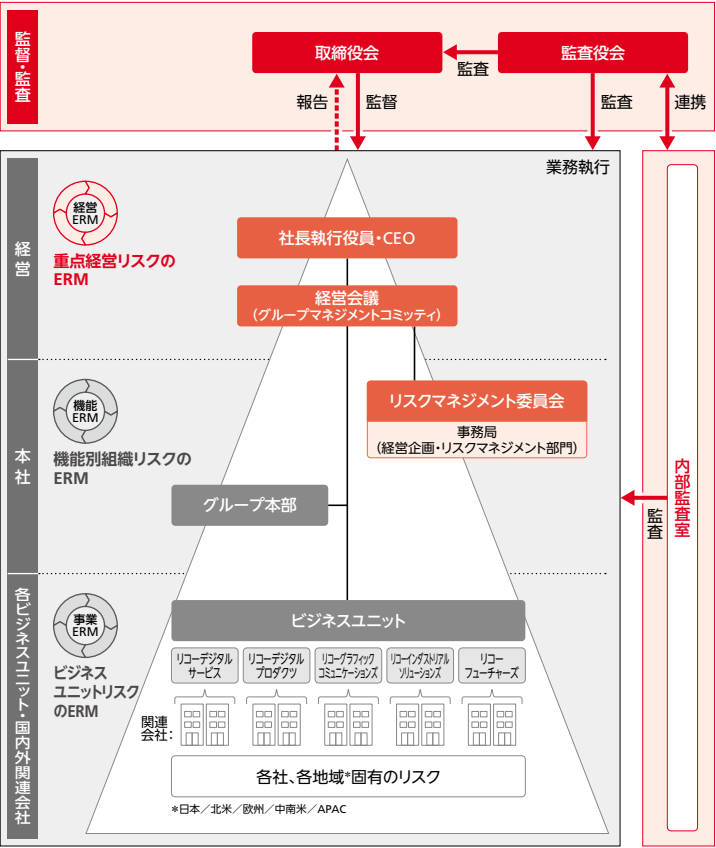 監督・監査
取締役会
監査役会
監査
報告
監督
監査
連携
業務執行
経営
経営
ERM
重点経営リスクの
ERM
社長執行役員・CEO
経営会議
（グループマネジメントコミッティ）
本社
機能
ERM
機能別組織リスクの
ERM
リスクマネジメント委員会
事務局
（経営企画・リスクマネジメント部門）
グループ本部
監査
内部監査室
各ビジネスユニット・国内外関連会社
事業
ERM
ビジネス
ユニットリスク
のERM
ビジネスユニット
リコーデジタル
サービス
リコーデジタル
プロダクツ
リコーグラフィック
コミュニケーションズ
リコーインダストリアル
ソリューションズ
リコー
フューチャーズ
関連
会社：
各社、各地域*固有のリスク
*日本／北米／欧州／中南米／APAC